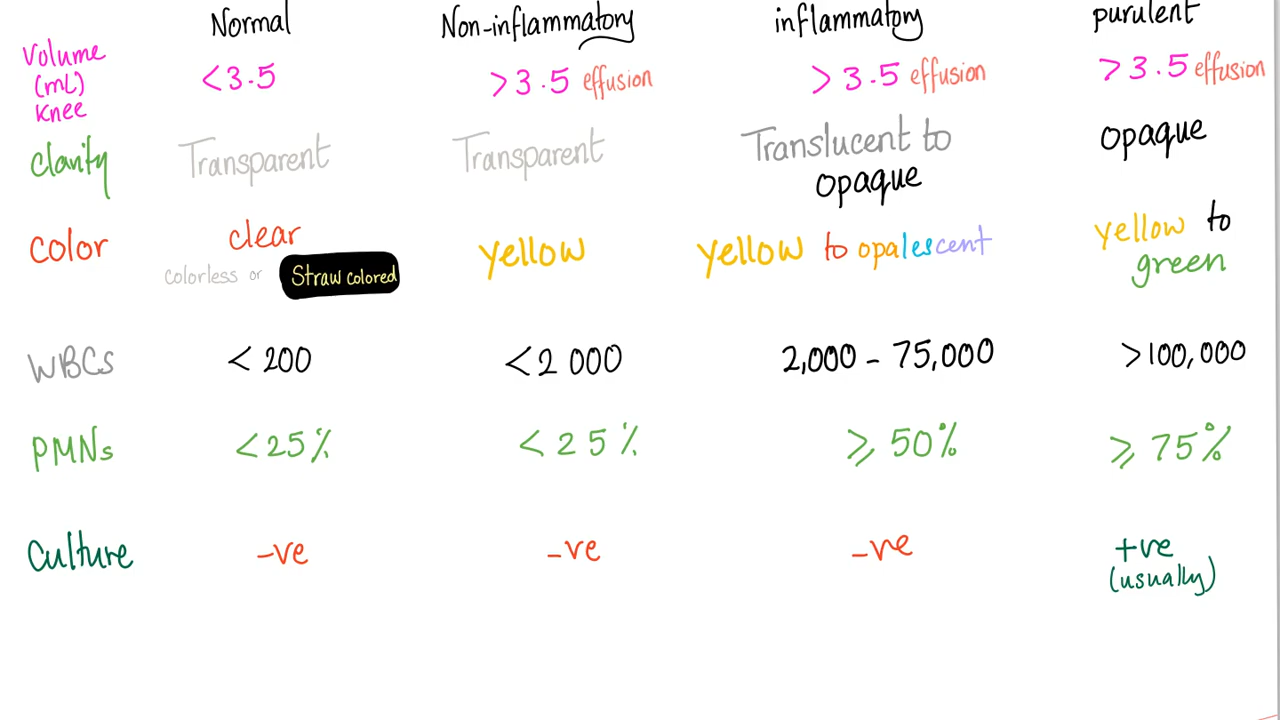 Normal Non-inflammatory inflammatory purulent
Volume (mL) Knee <3.5 >3.5 effusion >3.5 effusion >3.5 effusion
Clarity Transparent Transparent Translucent to opaque opaque
Color clear colorless or Straw colored yellow yellow to opalescent yellow to green
WBCs <200 <2 000 2,000 - 75,000 >100,000
PMNs <25% <25% ≥50% ≥75%
Culture -ve -ve -ve +ve (usually)